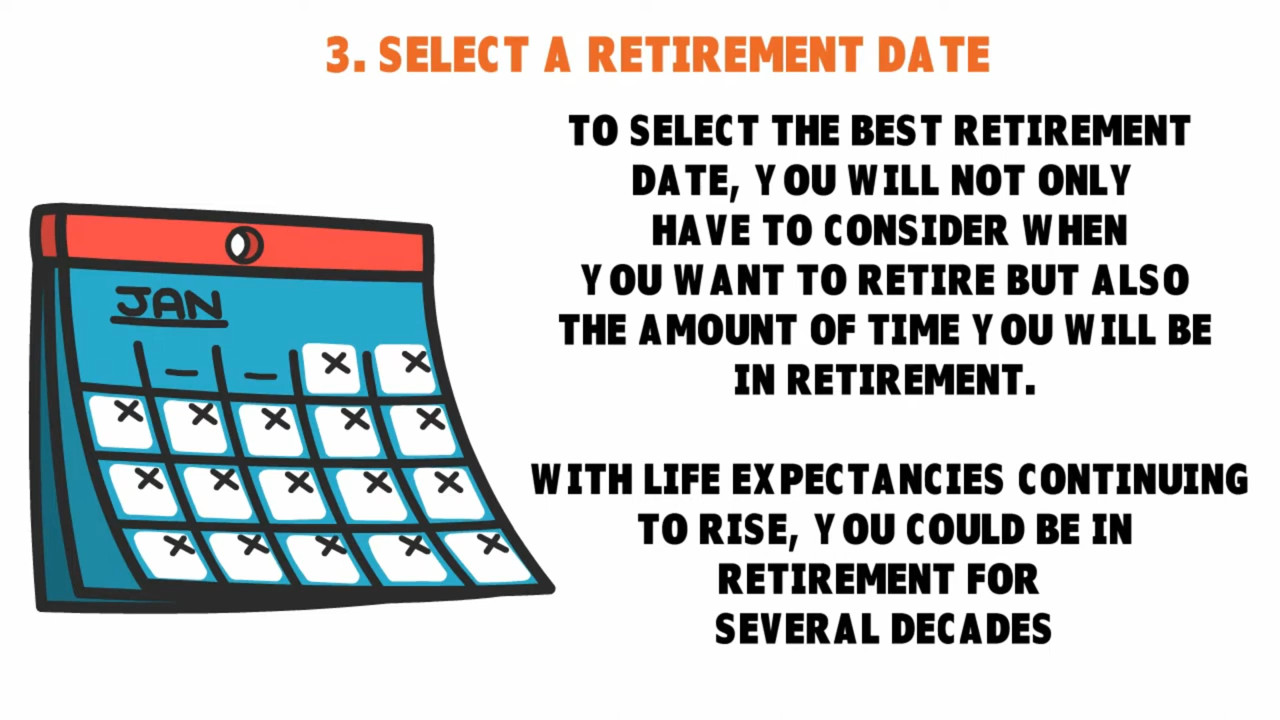 3. SELECT A RETIREMENT DATE
TO SELECT THE BEST RETIREMENT
DATE, YOU WILL NOT ONLY
HAVE TO CONSIDER WHEN
YOU WANT TO RETIRE BUT ALSO
THE AMOUNT OF TIME YOU WILL BE
IN RETIREMENT.
WITH LIFE EXPECTANCIES CONTINUING
TO RISE, YOU COULD BE IN
RETIREMENT FOR
SEVERAL DECADES
JAN